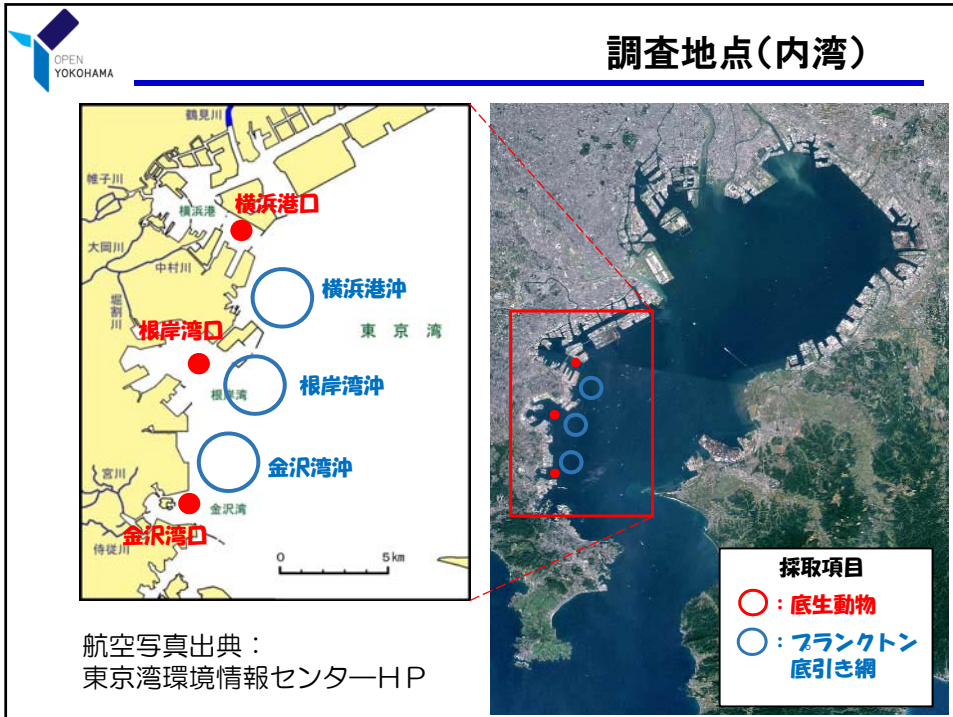 OPEN
YOKOHAMA
調査地点(内湾)
鶴見川
帷子川
横浜港
横浜港口
大岡川
中村川
横浜港沖
堀割川
根岸湾口
東京湾
根岸湾
根岸湾沖
金沢湾沖
宮川
金沢湾
金沢湾口
侍従川
0 5km
採取項目
:底生動物
:プランクトン
底引き網
航空写真出典:
東京湾環境情報センターHP